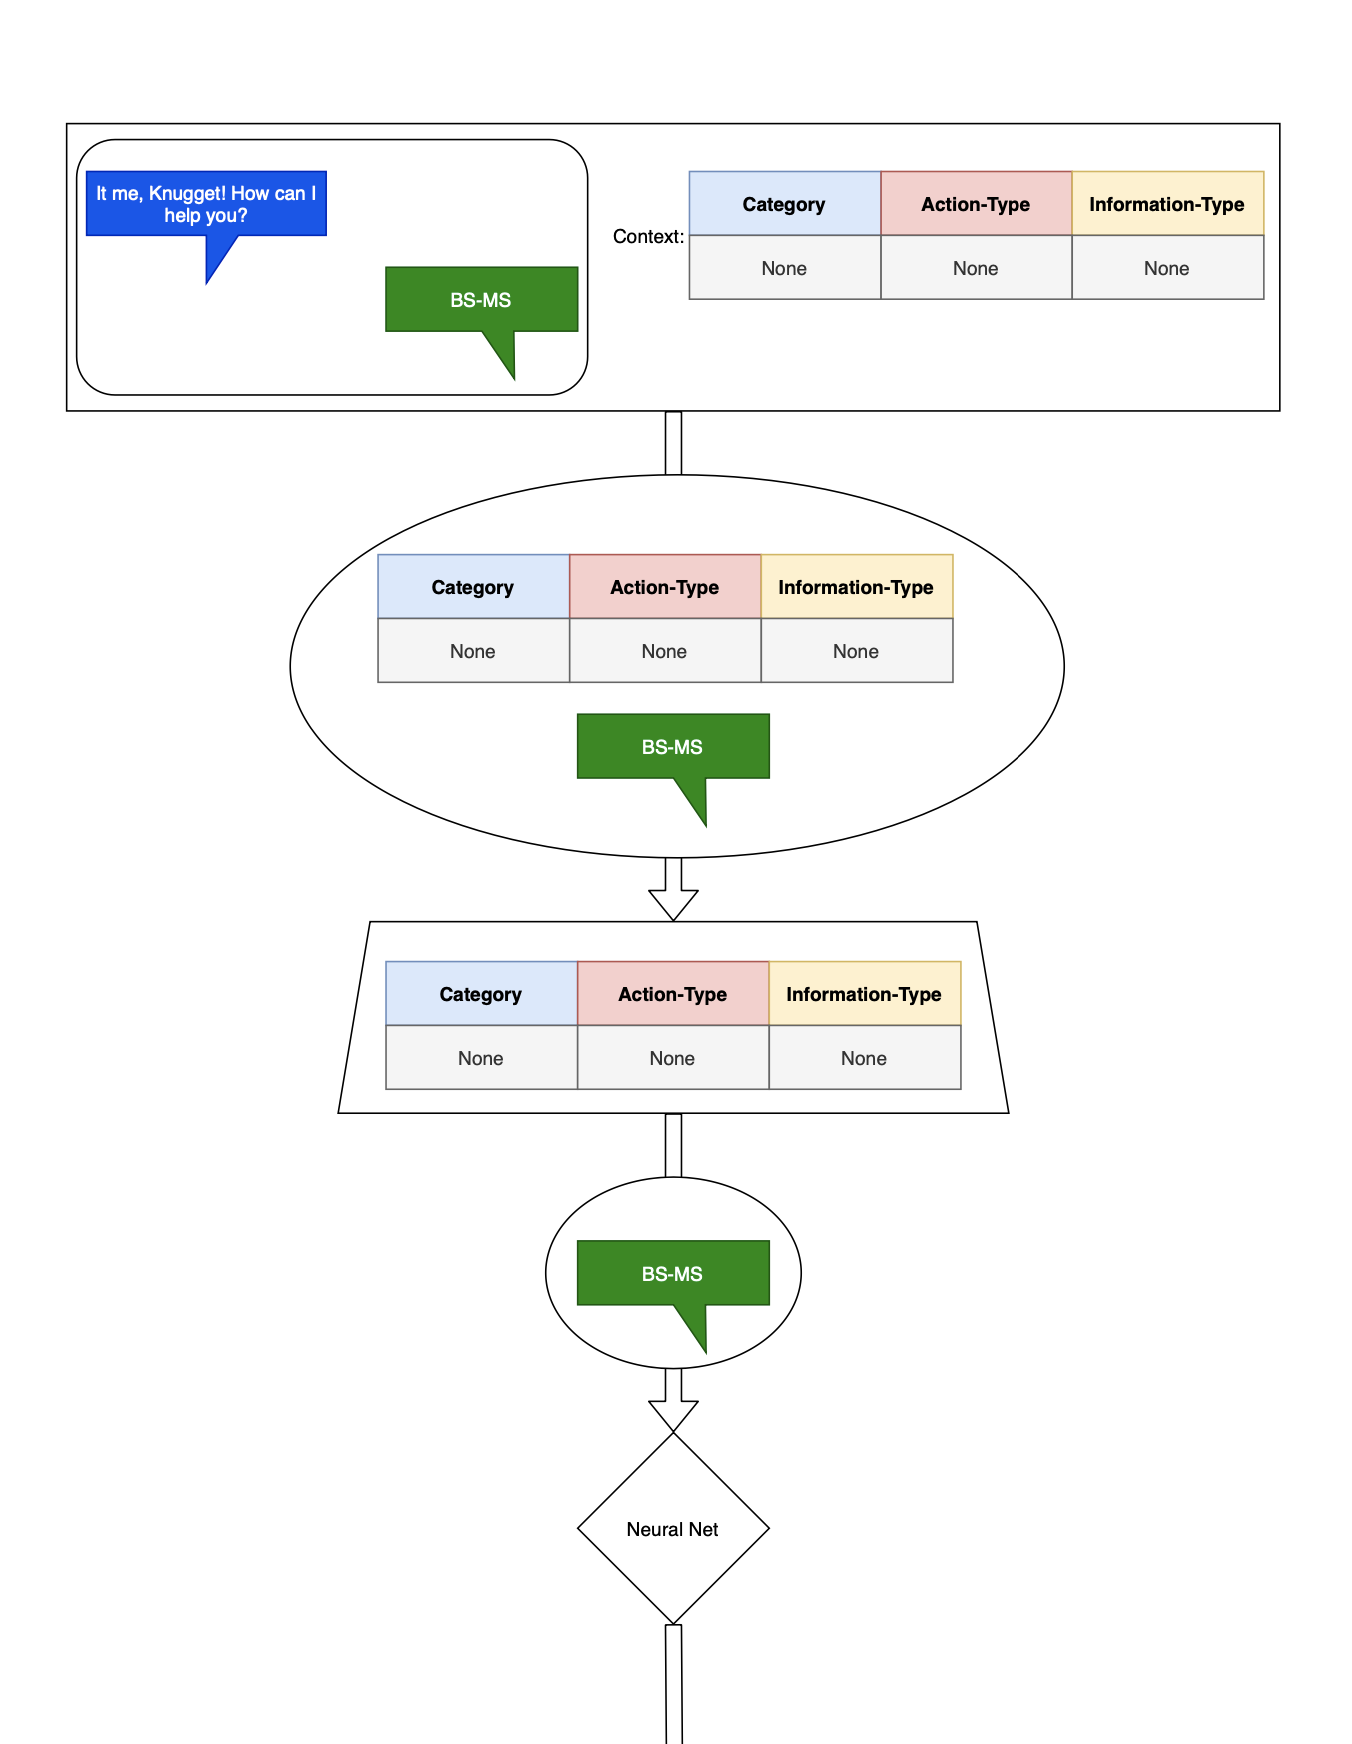 It me, Knugget! How can I
help you?
BS-MS
Context:
Category Action-Type Information-Type
None None None
Category Action-Type Information-Type
None None None
BS-MS
Category Action-Type Information-Type
None None None
BS-MS
Neural Net